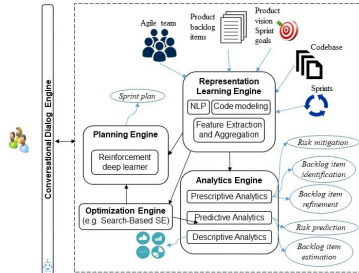 Agile team
Product
backlog
items
Product
vision
Sprint
goals
Codebase
Sprints
Representation
Learning Engine
NLP
Code modeling
Feature Extraction
and Aggregation
Sprint plan
Planning Engine
Reinforcement
deep learner
Conversational Dialog Engine
Optimization Engine
(e.g. Search-Based SE)
Analytics Engine
Prescriptive Analytics
Predictive Analytics
Descriptive Analytics
Risk mitigation
Backlog item
identification
Backlog item
refinement
Risk prediction
Backlog item
estimation